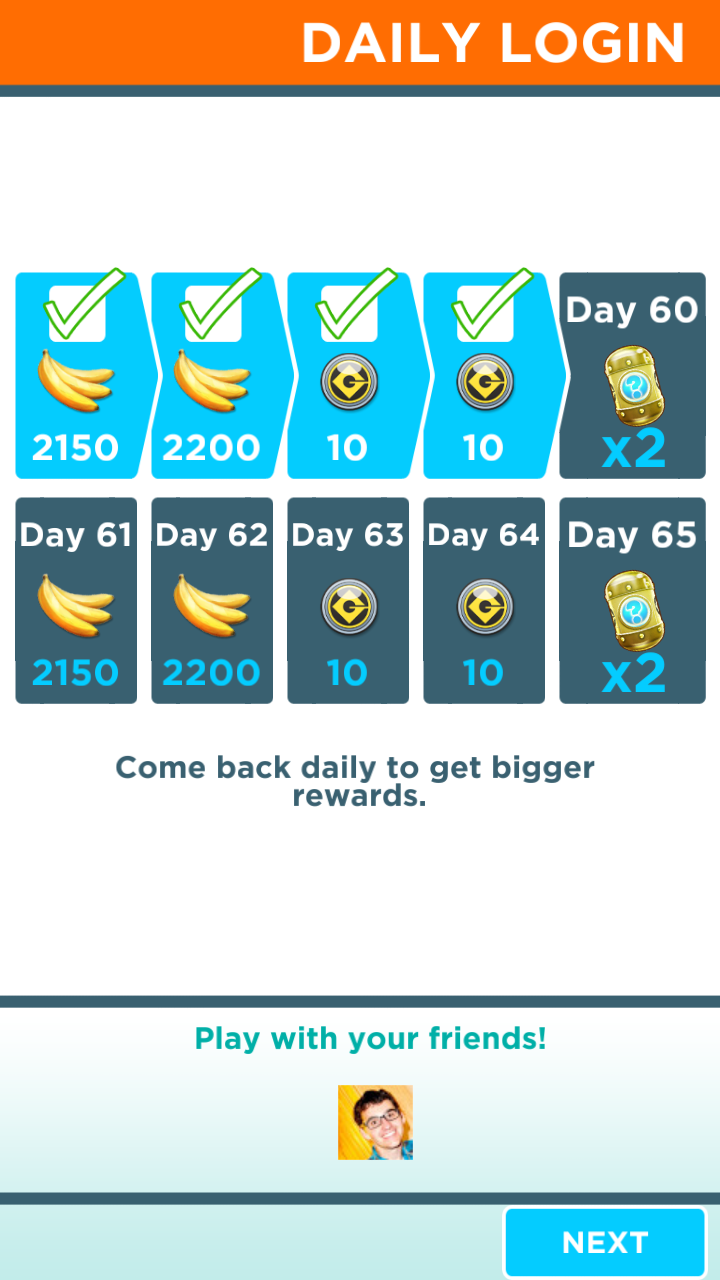 DAILY LOGIN
2150
2200
10
10
Day 60
x2
Day 61
2150
Day 62
2200
Day 63
10
Day 64
10
Day 65
x2
Come back daily to get bigger
rewards.
Play with your friends!
NEXT